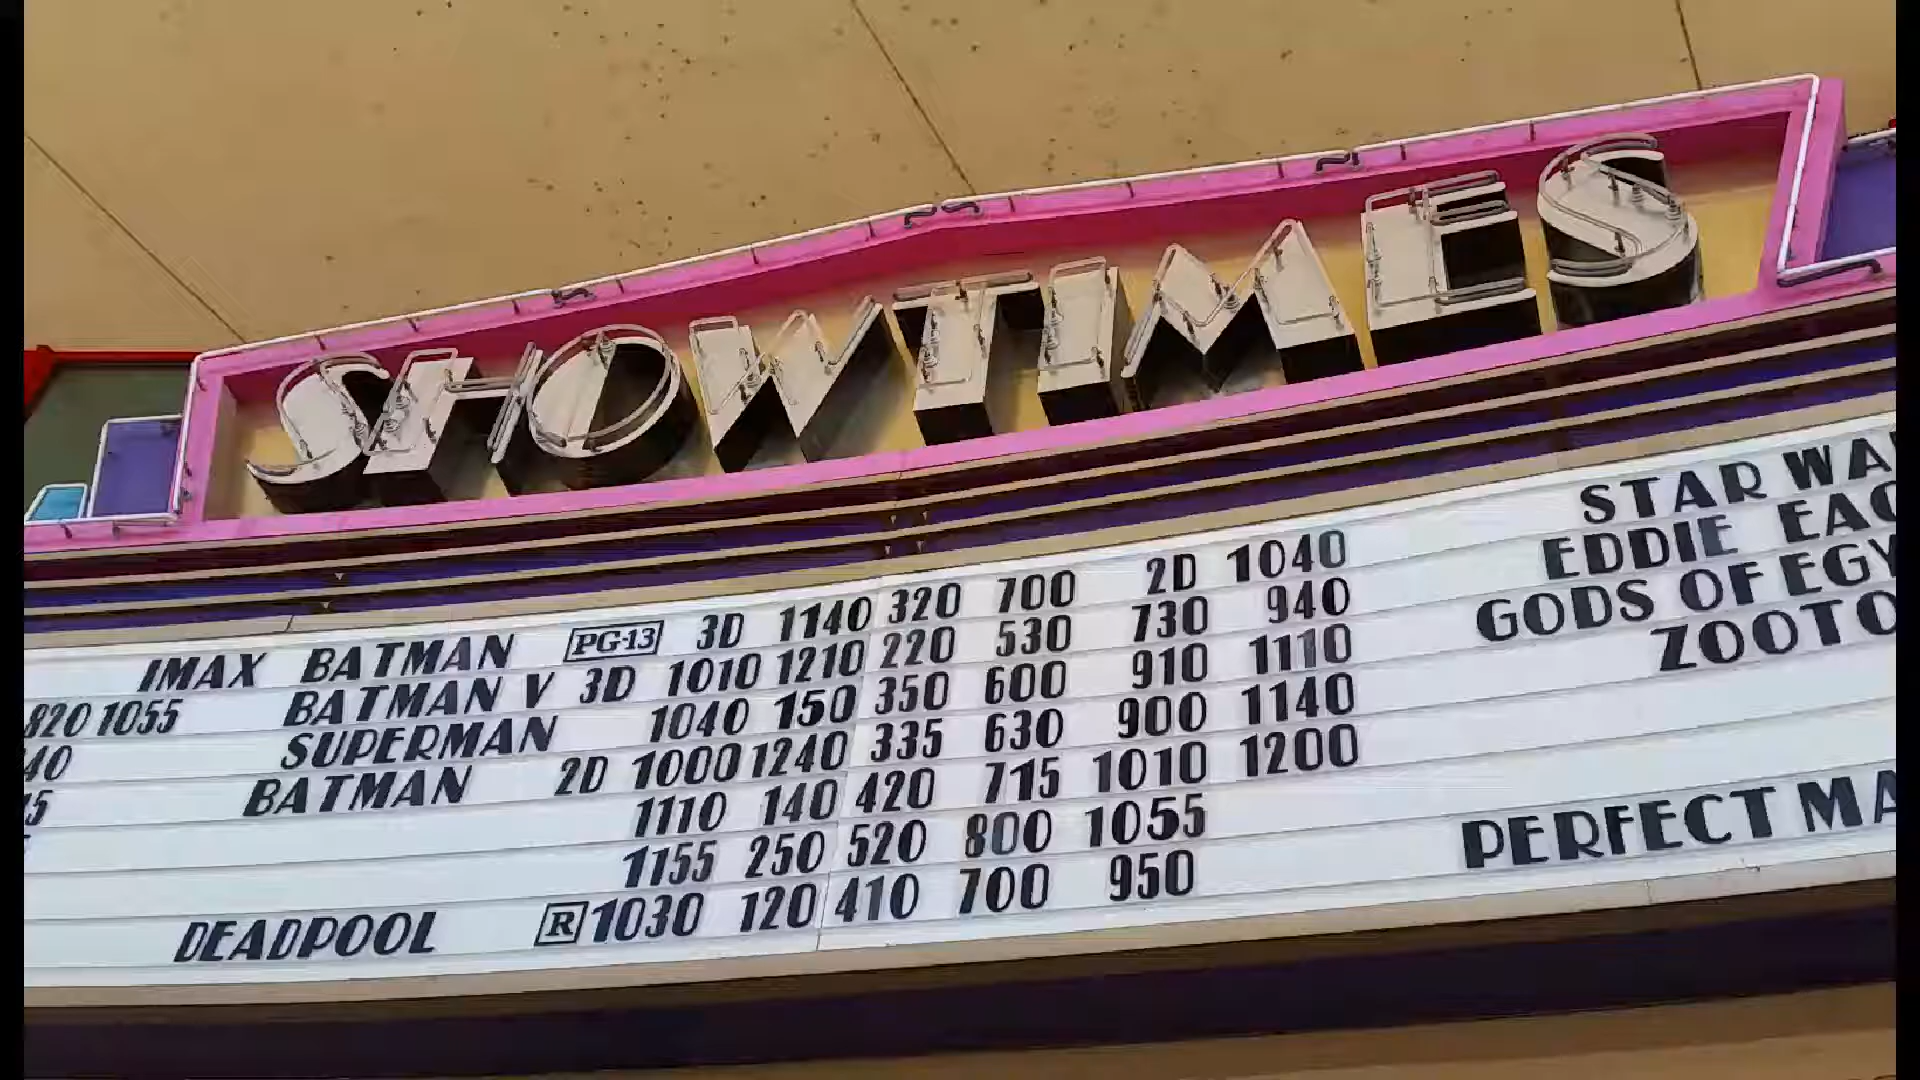 SHOWTIMES
IMAX BATMAN PG-13 3D 1140 320 700 2D 1040
820 1055
BATMAN V 3D 1010 1210 220 530 730 940
40
SUPERMAN 1040 150 350 600 910 1110
BATMAN 2D 1000 1240 335 630 900 1140
1110 140 420 715 1010 1200
1155 250 520 800 1055
DEADPOOL R 1030 120 410 700 950
STAR WA
EDDIE EA
GODS OF EGY
ZOOTO
PERFECT MA